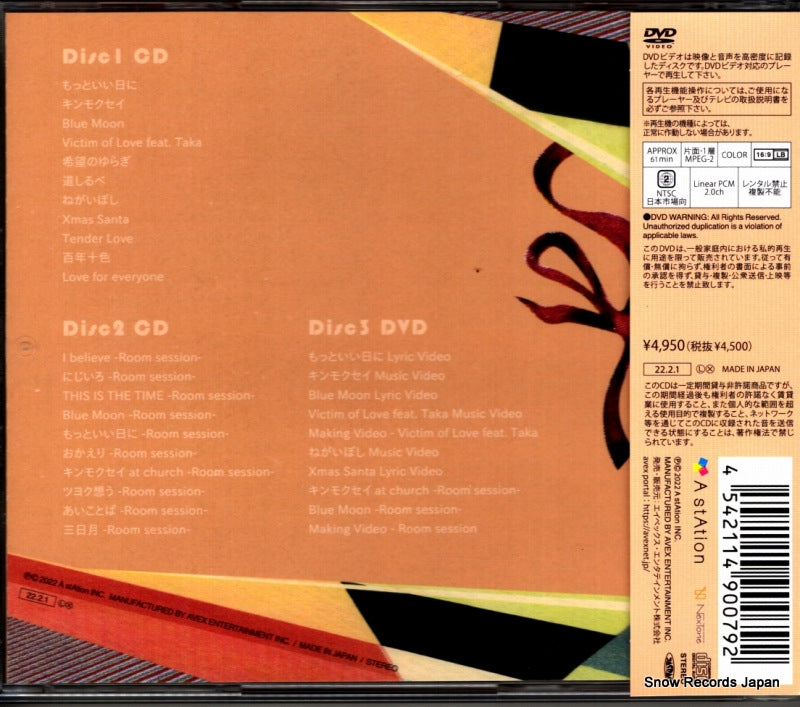 Disc1 CD
もっといい日に
キンモクセイ
Blue Moon
Victim of Love feat. Taka
希望のゆらぎ
道しるべ
ねがいぼし
Xmas Santa
Tender Love
百年十色
Love for everyone
Disc2 CD
I believe -Room session-
にじいろ -Room session-
THIS IS THE TIME -Room session-
Blue Moon -Room session-
もっといい日に -Room session-
おかえり -Room session-
キンモクセイ at church -Room session-
ツヨク想う -Room session-
あいことば -Room session-
三日月 -Room session-
Disc3 DVD
もっといい日に Lyric Video
キンモクセイ Music Video
Blue Moon Lyric Video
Victim of Love feat. Taka Music Video
Making Video - Victim of Love feat. Taka
ねがいぼし Music Video
Xmas Santa Lyric Video
キンモクセイ at church -Room session-
Blue Moon -Room session-
Making Video - Room session
Ⓟ© 2022 A stAtion INC. MANUFACTURED BY AVEX ENTERTAINMENT INC. / MADE IN JAPAN / STEREO
22.2.1 Ⓛ Ⓧ
DVD
VIDEO
DVDビデオは映像と音声を高密度に記録
したディスクです。DVDビデオ対応のプレー
ヤーで再生して下さい。
各再生機能操作については、ご使用にな
るプレーヤー及びテレビの取扱説明書を
必ずご参照下さい。
※再生機の機種によっては、
正常に作動しない場合があります。
APPROX 61min
片面・1層 MPEG-2
COLOR
16:9 LB
2 NTSC 日本市場向
Linear PCM 2.0ch
レンタル禁止 複製不能
●DVD WARNING: All Rights Reserved.
Unauthorized duplication is a violation of
applicable laws.
このDVDは、一般家庭内における私的再生
に用途を限って販売されています。従って有
償・無償に拘らず、権利者の書面による事前
の承認を得ず、貸与・複製・公衆送信・上映等
を行うことを禁止致します。
¥4,950(税抜¥4,500)
22.2.1 Ⓛ Ⓧ MADE IN JAPAN
このCDは一定期間貸与非許諾商品ですが、
この期間経過後も権利者の許諾なく賃貸
業に使用すること、また個人的な範囲を超
える使用目的で複製すること、ネットワーク
等を通じてこのCDに収録された音を送信
できる状態にすることは、著作権法で禁じ
られています。
Ⓟ© 2022 A stAtion INC.
MANUFACTURED BY AVEX ENTERTAINMENT INC.
発売・販売元：エイベックス・エンタテインメント株式会社
avex portal : https://avexnet.jp/
A stAtion
NexTone
COMPACT disc DIGITAL AUDIO
STEREO
4 542114 900792
Snow Records Japan